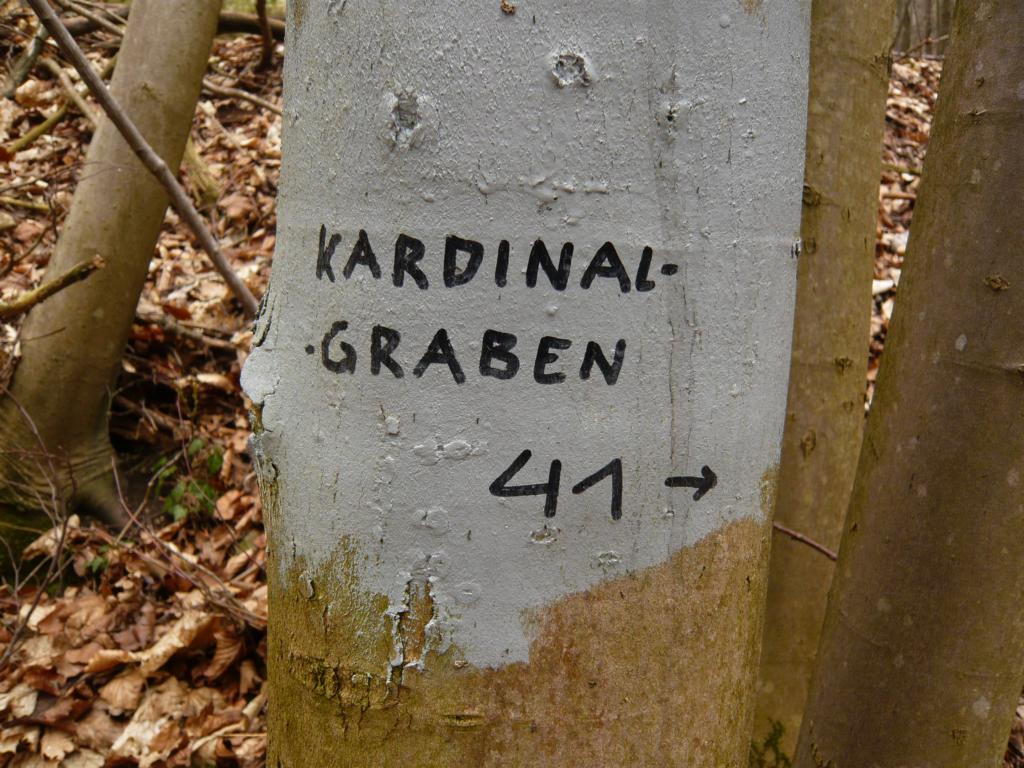 KARDINAL-
-GRABEN
41 →